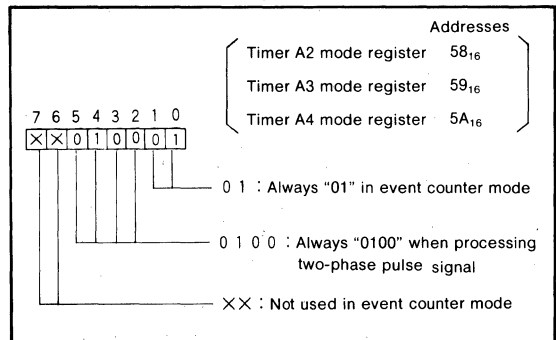 Addresses
Timer A2 mode register 58₁₆
Timer A3 mode register 59₁₆
Timer A4 mode register 5A₁₆
7 6 5 4 3 2 1 0
× × 0 1 0 0 0 1
0 1 : Always "01" in event counter mode
0 1 0 0 : Always "0100" when processing
two-phase pulse signal
×× : Not used in event counter mode